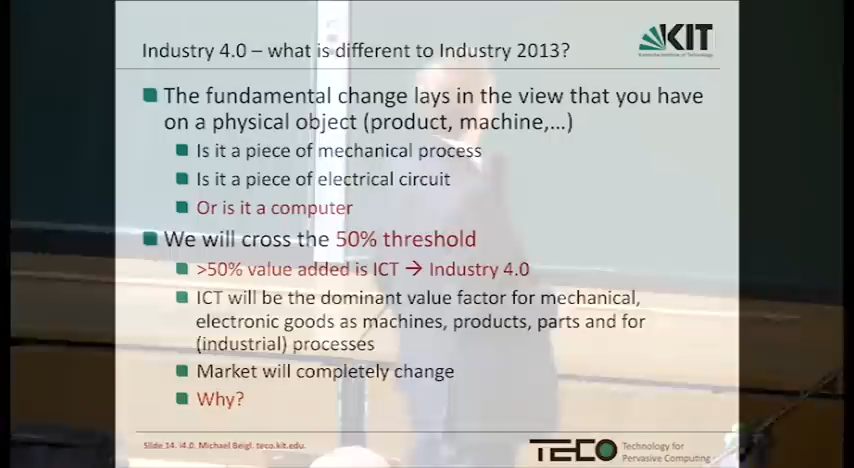 Industry 4.0 – what is different to Industry 2013?
KIT
Karlsruhe Institute of Technology
The fundamental change lays in the view that you have
on a physical object (product, machine,...)
Is it a piece of mechanical process
Is it a piece of electrical circuit
Or is it a computer
We will cross the 50% threshold
>50% value added is ICT → Industry 4.0
ICT will be the dominant value factor for mechanical,
electronic goods as machines, products, parts and for
(industrial) processes
Market will completely change
Why?
Slide 14. i4.0. Michael Beigl. teco.kit.edu.
TECO
Technology for
Pervasive Computing